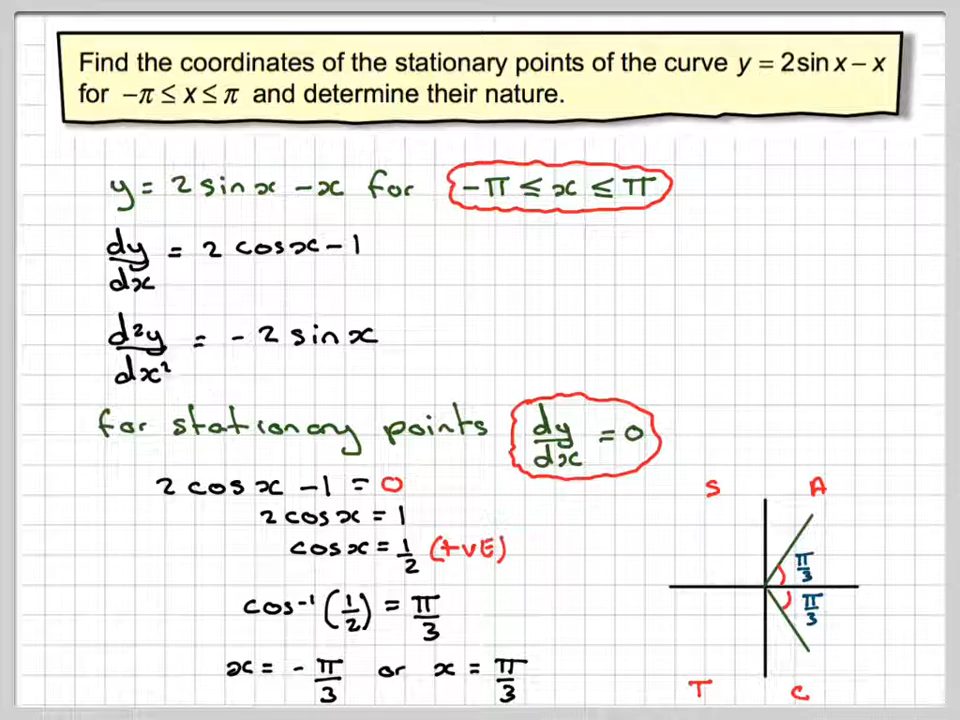 Find the coordinates of the stationary points of the curve y = 2sin x − x
for −π ≤ x ≤ π and determine their nature.
y = 2 sin x − x for −π ≤ x ≤ π
dy/dx = 2 cos x − 1
d²y/dx² = − 2 sin x
for stationary points dy/dx = 0
2 cos x − 1 = 0
2 cos x = 1
cos x = 1/2 (+vE)
cos⁻¹ (1/2) = π/3
x = − π/3 or x = π/3
S A
π/3
π/3
T C